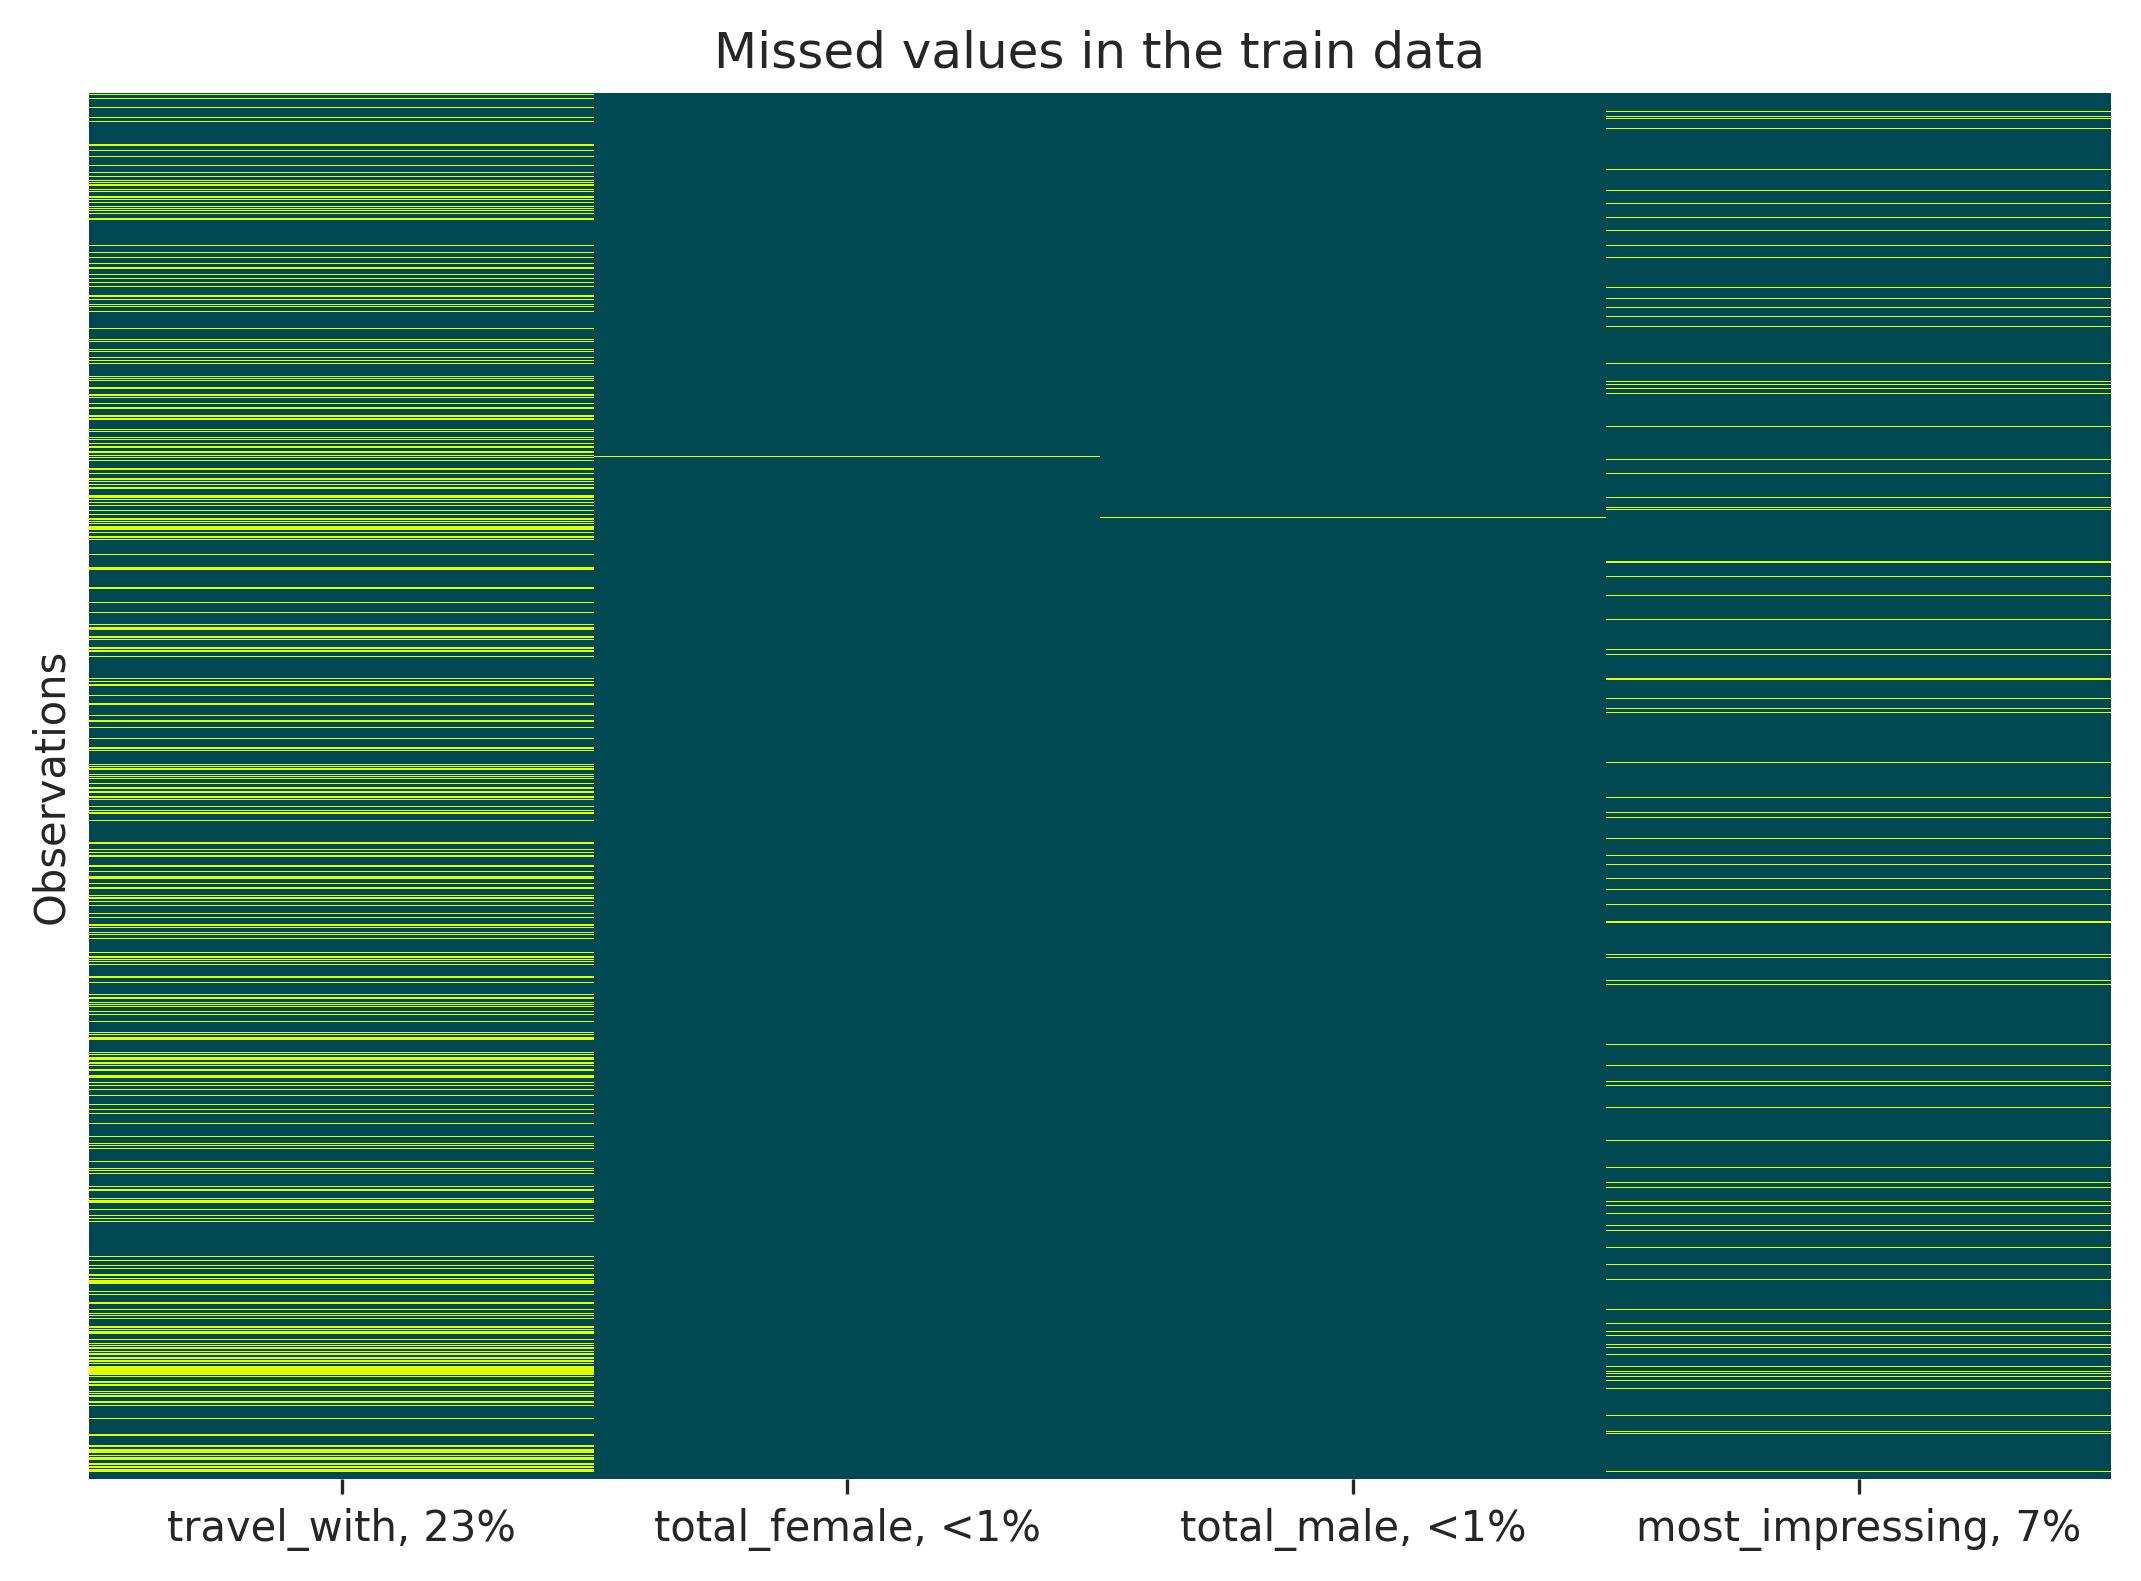 Missed values in the train data
Observations
travel_with, 23%
total_female, <1%
total_male, <1%
most_impressing, 7%